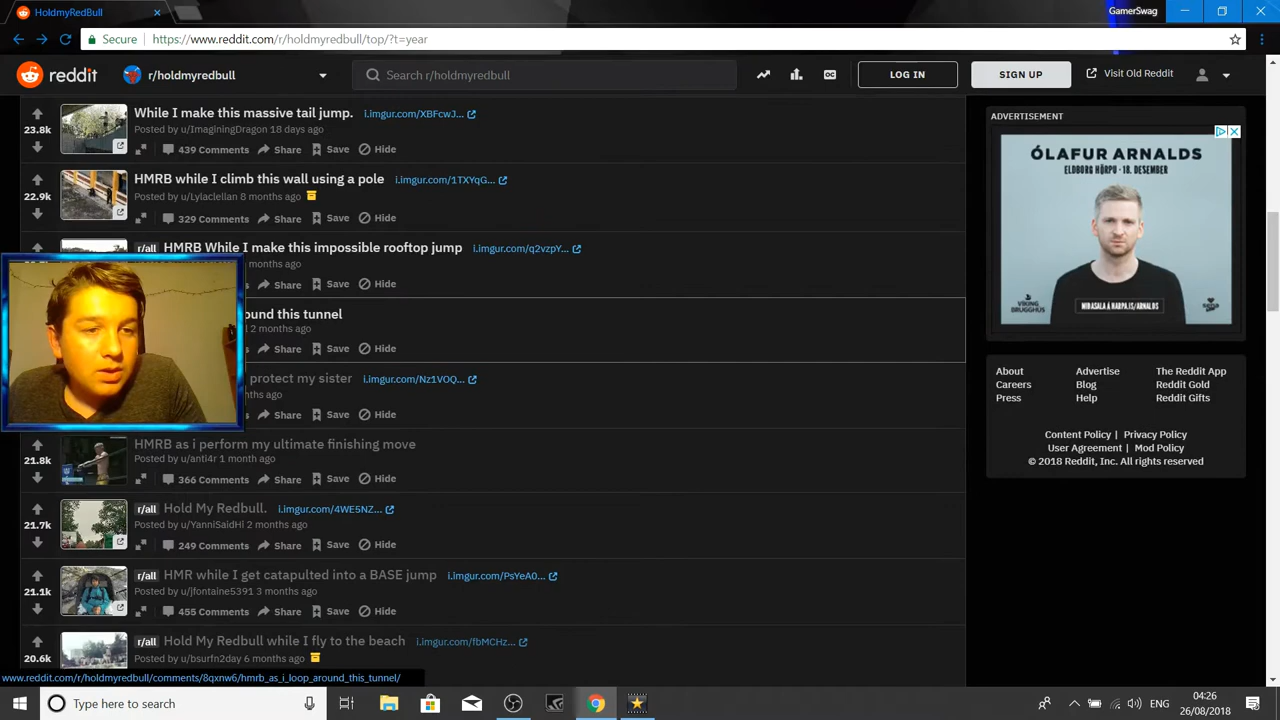 HoldmyRedBull
GamerSwag
Secure
https://www.reddit.com/r/holdmyredbull/top/?t=year
reddit
r/holdmyredbull
Search r/holdmyredbull
LOG IN
SIGN UP
Visit Old Reddit
23.8k
While I make this massive tail jump.
i.imgur.com/XBFcwJ...
Posted by u/ImaginingDragon 18 days ago
439 Comments
Share
Save
Hide
22.9k
HMRB while I climb this wall using a pole
i.imgur.com/1TXYqG...
Posted by u/Lylaclellan 8 months ago
329 Comments
Share
Save
Hide
r/all
HMRB While I make this impossible rooftop jump
i.imgur.com/q2vzpY...
months ago
Share
Save
Hide
ound this tunnel
2 months ago
Share
Save
Hide
protect my sister
i.imgur.com/Nz1VOQ...
ths ago
Share
Save
Hide
21.8k
HMRB as i perform my ultimate finishing move
Posted by u/anti4r 1 month ago
366 Comments
Share
Save
Hide
21.7k
r/all
Hold My Redbull.
i.imgur.com/4WE5NZ...
Posted by u/YanniSaidHi 2 months ago
249 Comments
Share
Save
Hide
21.1k
r/all
HMR while I get catapulted into a BASE jump
i.imgur.com/PsYeA0...
Posted by u/jfontaine5391 3 months ago
455 Comments
Share
Save
Hide
20.6k
r/all
Hold My Redbull while I fly to the beach
i.imgur.com/fbMCHz...
Posted by u/bsurfn2day 6 months ago
www.reddit.com/r/holdmyredbull/comments/8qxnw6/hmrb_as_i_loop_around_this_tunnel/
ADVERTISEMENT
ÓLAFUR ARNALDS
ELDBORG HÖRPU · 18. DESEMBER
VÍKING
BRUGGHÚS
MIÐASALA Á HARPA.IS/ARNALDS
About
Advertise
The Reddit App
Careers
Blog
Reddit Gold
Press
Help
Reddit Gifts
Content Policy |
Privacy Policy
User Agreement |
Mod Policy
© 2018 Reddit, Inc. All rights reserved
Type here to search
ENG
04:26
26/08/2018